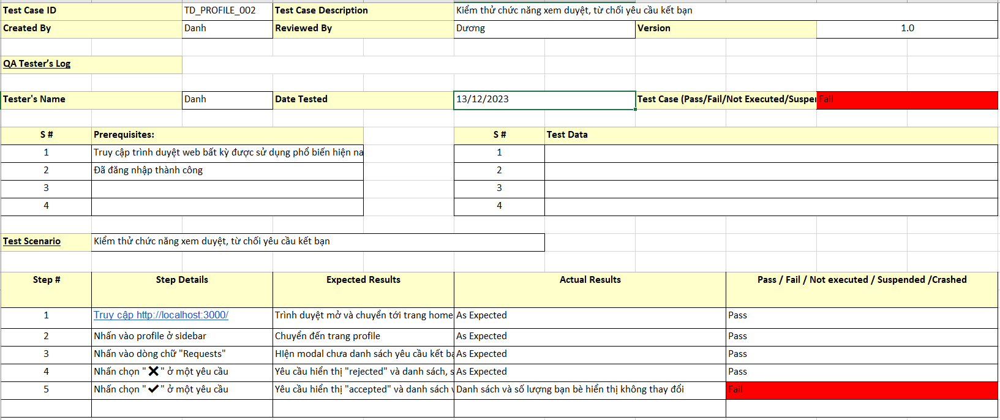 Test Case ID TD_PROFILE_002 Test Case Description Kiểm thử chức năng xem duyệt, từ chối yêu cầu kết bạn
Created By Danh Reviewed By Dương Version 1.0
QA Tester’s Log
Tester's Name Danh Date Tested 13/12/2023 Test Case (Pass/Fail/Not Executed/Suspe Fail
S # Prerequisites: S # Test Data
1 Truy cập trình duyệt web bất kỳ được sử dụng phổ biến hiện na 1
2 Đã đăng nhập thành công 2
3 3
4 4
Test Scenario Kiểm thử chức năng xem duyệt, từ chối yêu cầu kết bạn
Step # Step Details Expected Results Actual Results Pass / Fail / Not executed / Suspended /Crashed
1 Truy cập http://localhost:3000/ Trình duyệt mở và chuyển tới trang home As Expected Pass
2 Nhấn vào profile ở sidebar Chuyển đến trang profile As Expected Pass
3 Nhấn vào dòng chữ "Requests" HIện modal chưa danh sách yêu cầu kết bạ As Expected Pass
4 Nhấn chọn "❌" ở một yêu cầu Yêu cầu hiển thị "rejected" và danh sách, s As Expected Pass
5 Nhấn chọn "✔" ở một yêu cầu Yêu cầu hiển thị "accepted" và danh sách v Danh sách và số lượng bạn bè hiển thị không thay đổi Fail